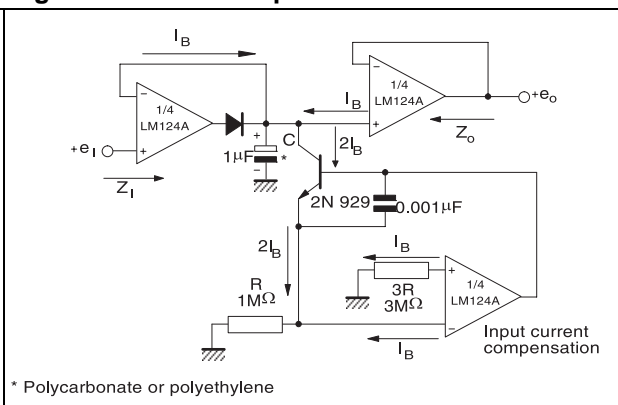 I_B
1/4
LM124A
+e_I
Z_I
+
−
−
+
1µF
*
C
I_B
2I_B
1/4
LM124A
−
+
+e_o
Z_o
2N 929
0.001µF
2I_B
R
1MΩ
I_B
3R
3MΩ
+
−
1/4
LM124A
I_B
Input current
compensation
* Polycarbonate or polyethylene